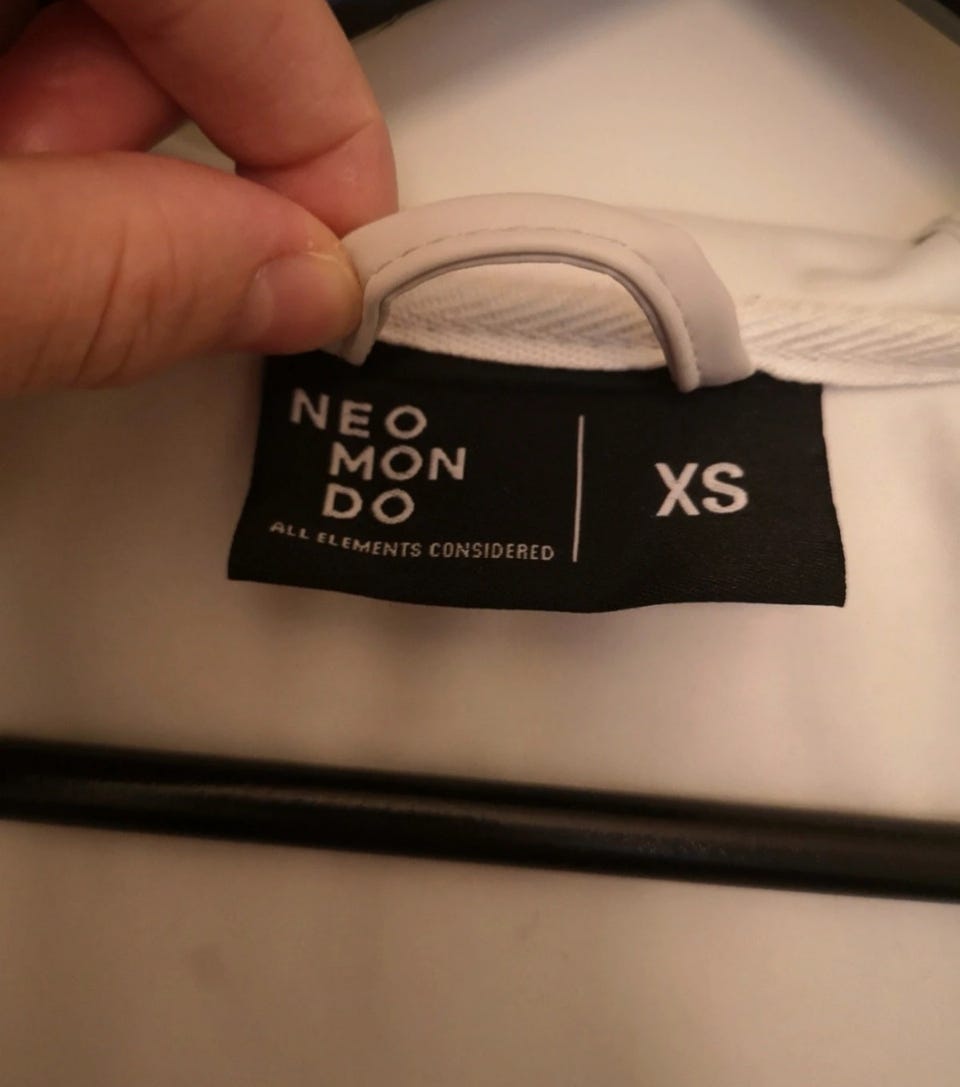 NEO
MON
DO
ALL ELEMENTS CONSIDERED
XS